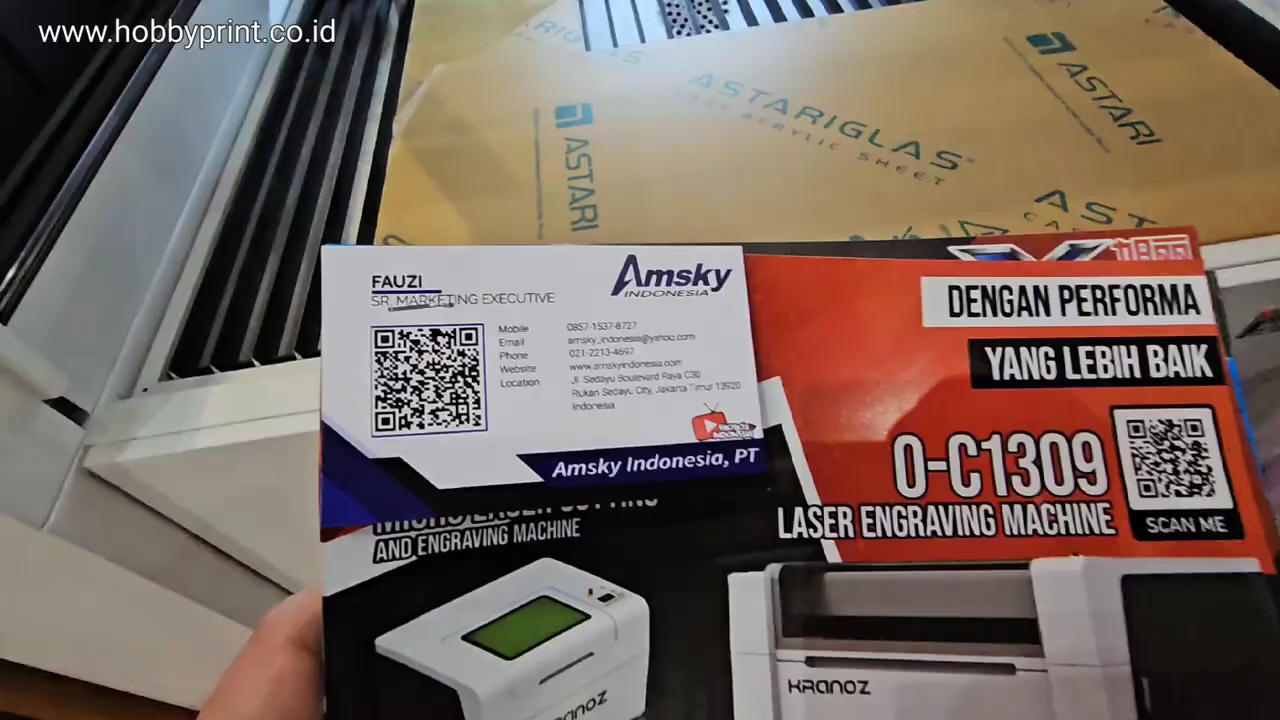 www.hobbyprint.co.id
ASTARIGLAS
ACRYLIC SHEET
ASTARI
ASTARI
FAUZI
SR. MARKETING EXECUTIVE
Amsky
INDONESIA
Mobile 0857-1537-8727
Email amsky_indonesia@yahoo.com
Phone 021-2213-4697
Website www.amskyindonesia.com
Location Jl. Sedayu Boulevard Raya C30
Rukan Sedayu City, Jakarta Timur 13920
Indonesia
Amsky Indonesia, PT
DENGAN PERFORMA
YANG LEBIH BAIK
O-C1309
LASER ENGRAVING MACHINE
SCAN ME
AND ENGRAVING MACHINE
KRANOZ